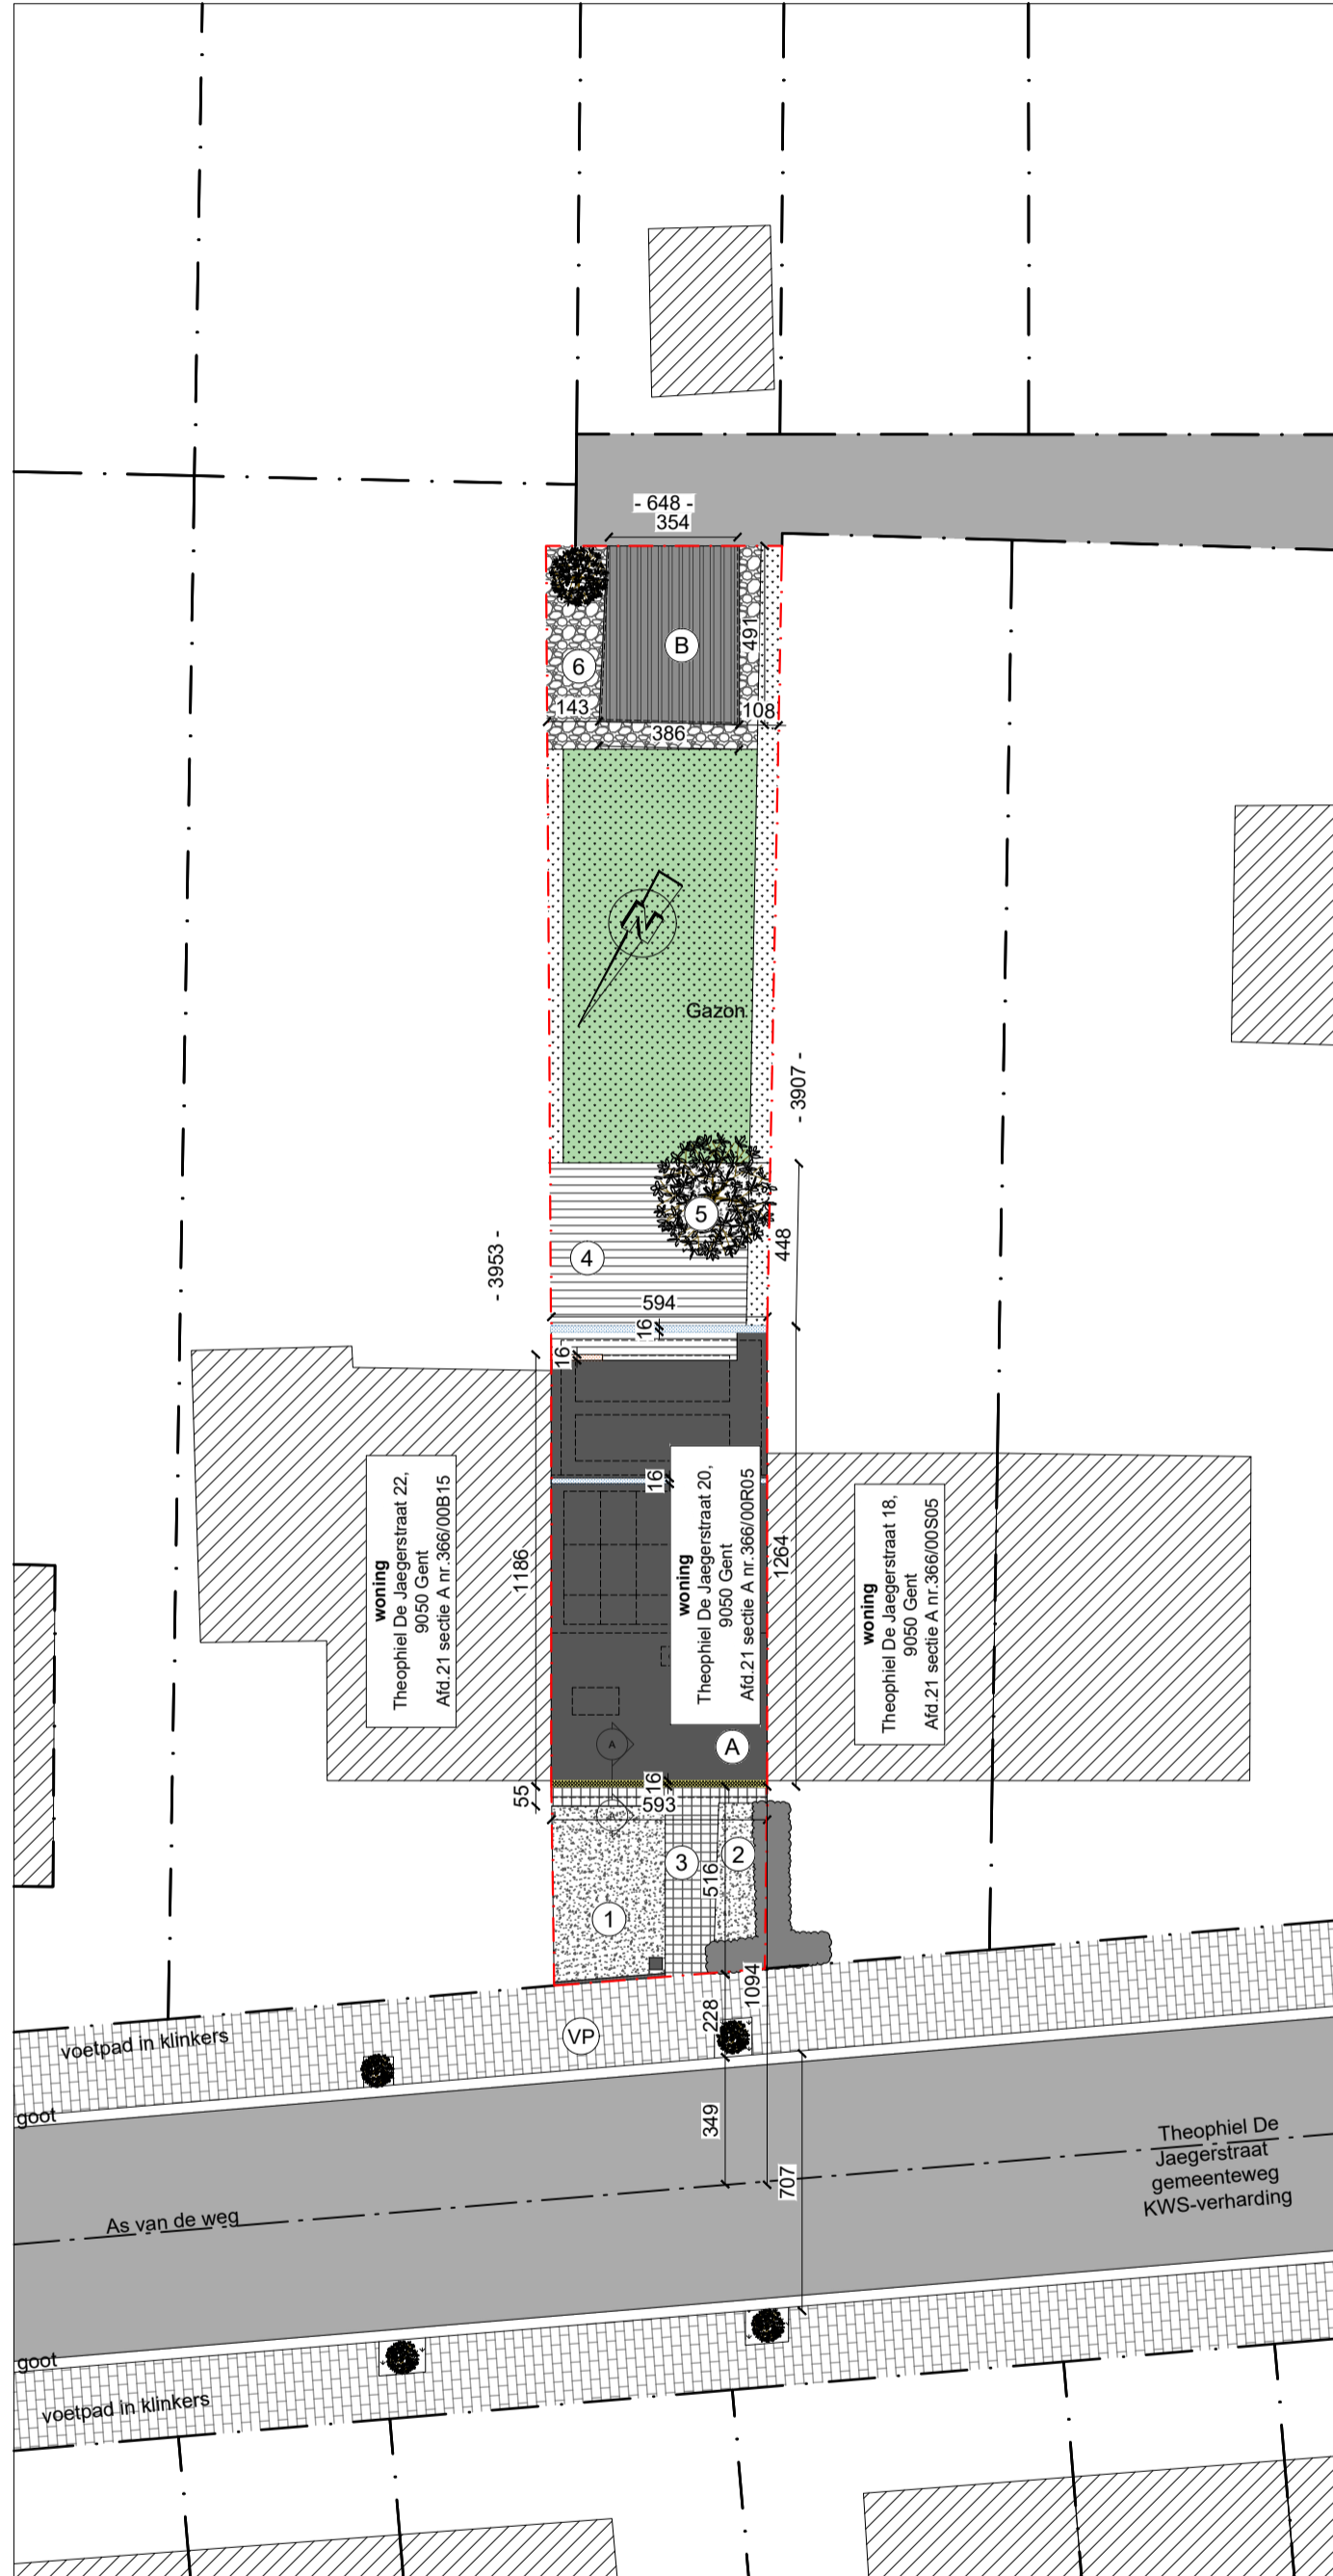 - 648 -
354
B
491
6
143
108
386
N
Gazon
- 3907 -
5
448
4
- 3953 -
594
16
16
woning
Theophiel De Jaegerstraat 22,
9050 Gent
Afd.21 sectie A nr.366/00B15
1186
16
woning
Theophiel De Jaegerstraat 20,
9050 Gent
Afd.21 sectie A nr.366/00R05
1264
woning
Theophiel De Jaegerstraat 18,
9050 Gent
Afd.21 sectie A nr.366/00S05
A
A
16
55
593
A
3
2
516
1
1094
228
VP
voetpad in klinkers
goot
349
707
Theophiel De
Jaegerstraat
gemeenteweg
KWS-verharding
As van de weg
goot
voetpad in klinkers